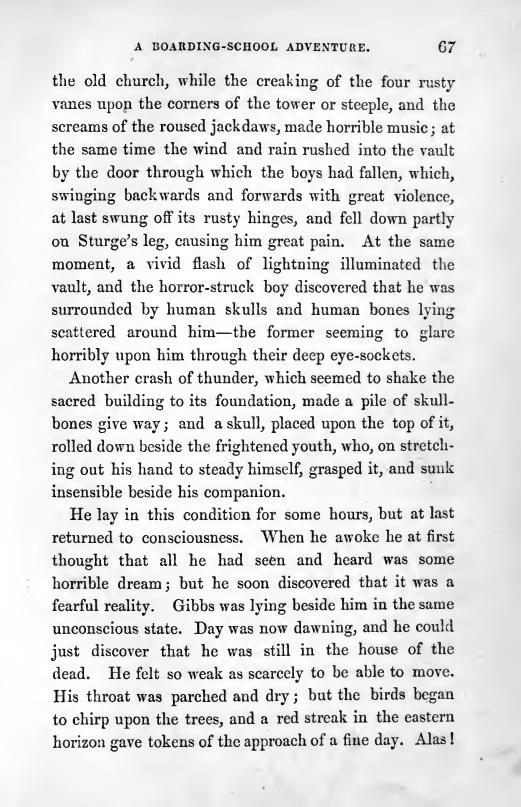 A BOARDING-SCHOOL ADVENTURE. 67
the old church, while the creaking of the four rusty
vanes upon the corners of the tower or steeple, and the
screams of the roused jackdaws, made horrible music; at
the same time the wind and rain rushed into the vault
by the door through which the boys had fallen, which,
swinging backwards and forwards with great violence,
at last swung off its rusty hinges, and fell down partly
on Sturge's leg, causing him great pain. At the same
moment, a vivid flash of lightning illuminated the
vault, and the horror-struck boy discovered that he was
surrounded by human skulls and human bones lying
scattered around him—the former seeming to glare
horribly upon him through their deep eye-sockets.
Another crash of thunder, which seemed to shake the
sacred building to its foundation, made a pile of skull-
bones give way; and a skull, placed upon the top of it,
rolled down beside the frightened youth, who, on stretch-
ing out his hand to steady himself, grasped it, and sunk
insensible beside his companion.
He lay in this condition for some hours, but at last
returned to consciousness. When he awoke he at first
thought that all he had seen and heard was some
horrible dream; but he soon discovered that it was a
fearful reality. Gibbs was lying beside him in the same
unconscious state. Day was now dawning, and he could
just discover that he was still in the house of the
dead. He felt so weak as scarcely to be able to move.
His throat was parched and dry; but the birds began
to chirp upon the trees, and a red streak in the eastern
horizon gave tokens of the approach of a fine day. Alas!